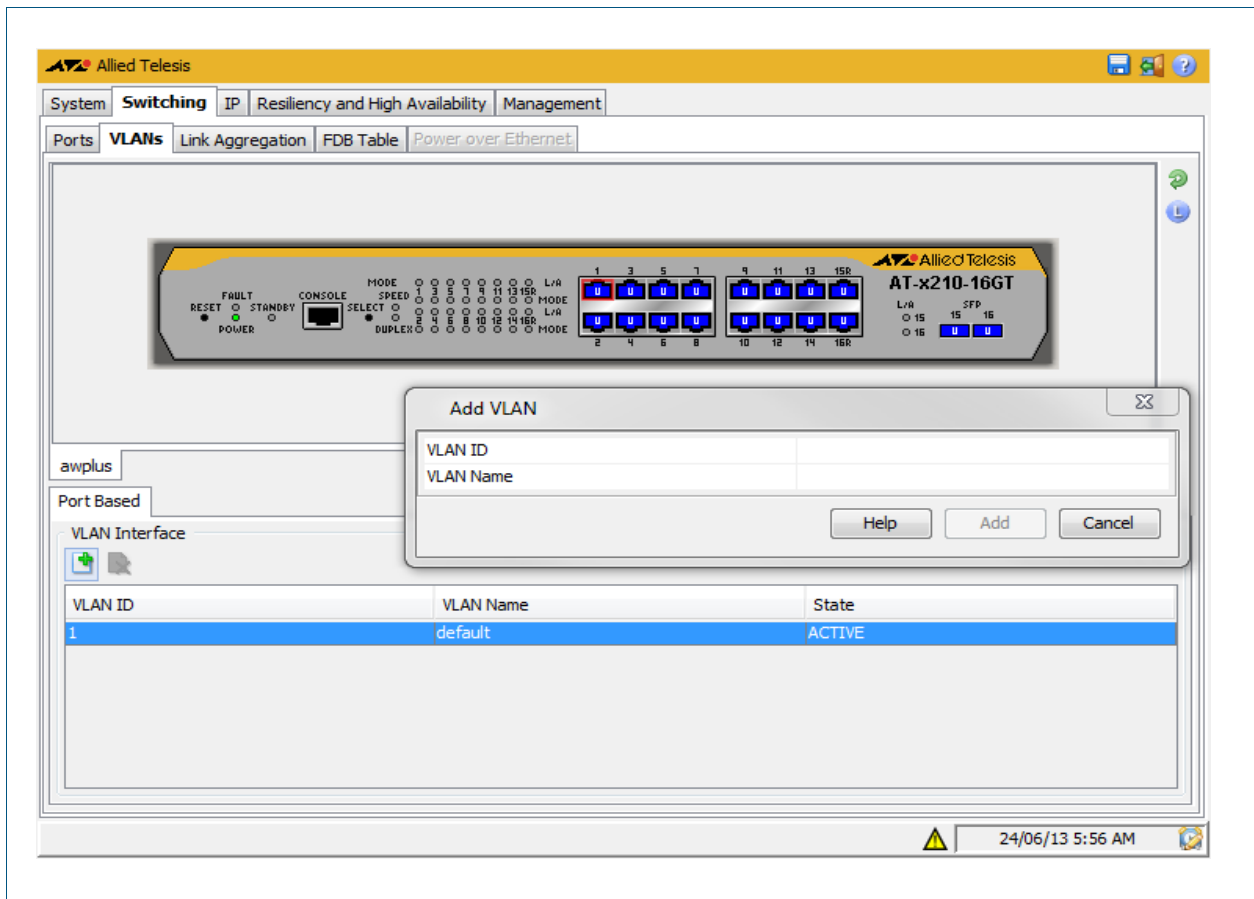 Allied Telesis
System Switching IP Resiliency and High Availability Management
Ports VLANs Link Aggregation FDB Table Power over Ethernet
L
Allied Telesis
AT-x210-16GT
FAULT
RESET STANDBY
POWER
CONSOLE
MODE
SPEED
SELECT
DUPLEX
1 3 5 7 9 11 13 15R
2 4 6 8 10 12 14 16R
L/A
MODE
L/A
MODE
1 3 5 7 9 11 13 15R
U U U U U U U U
U U U U U U U U
2 4 6 8 10 12 14 16R
L/A SFP
15 15 16
16 U U
awplus
Port Based
VLAN Interface
Add VLAN
VLAN ID
VLAN Name
Help Add Cancel
VLAN ID VLAN Name State
1 default ACTIVE
24/06/13 5:56 AM